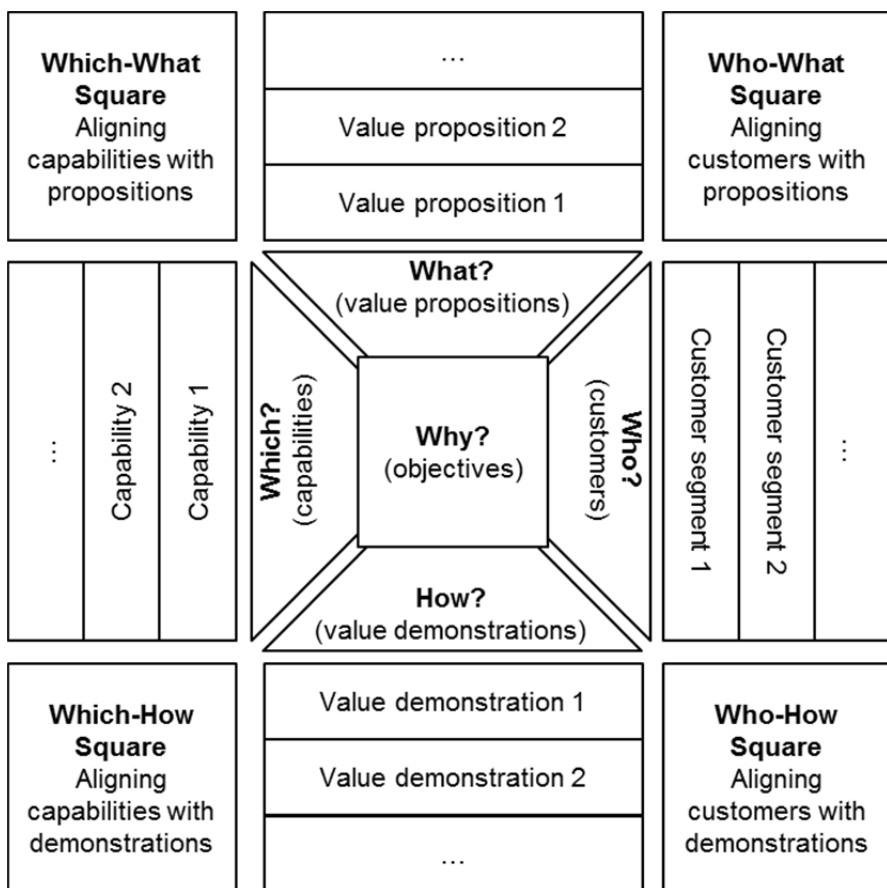 Which-What
Square
Aligning
capabilities with
propositions
...
Value proposition 2
Value proposition 1
Who-What
Square
Aligning
customers with
propositions
...
Capability 2
Capability 1
What?
(value propositions)
Which?
(capabilities)
Why?
(objectives)
Who?
(customers)
How?
(value demonstrations)
Customer segment 1
Customer segment 2
...
Which-How
Square
Aligning
capabilities with
demonstrations
Value demonstration 1
Value demonstration 2
...
Who-How
Square
Aligning
customers with
demonstrations